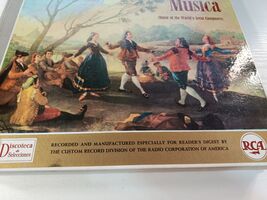 Musica
(Music of the World's Great Composers)
Discoteca
de
Selecciones
RECORDED AND MANUFACTURED ESPECIALLY FOR READER'S DIGEST BY
THE CUSTOM RECORD DIVISION OF THE RADIO CORPORATION OF AMERICA
RCA